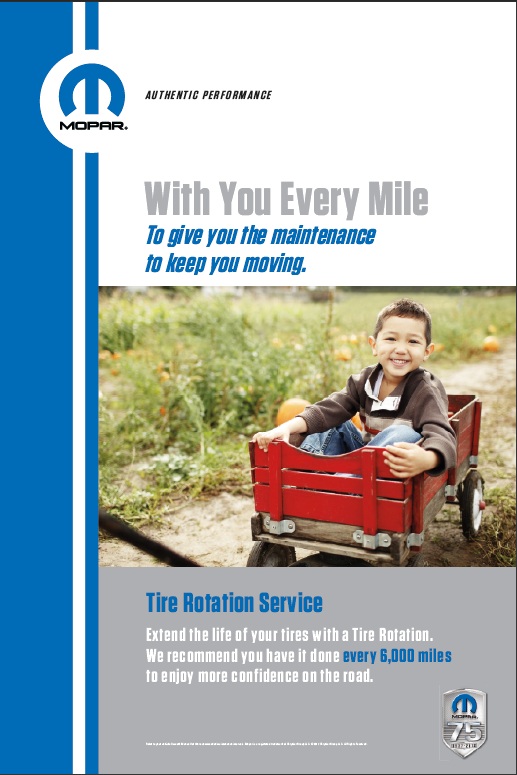 AUTHENTIC PERFORMANCE
MOPAR.
With You Every Mile
To give you the maintenance
to keep you moving.
Tire Rotation Service
Extend the life of your tires with a Tire Rotation.
We recommend you have it done every 6,000 miles
to enjoy more confidence on the road.
MOPAR.
75